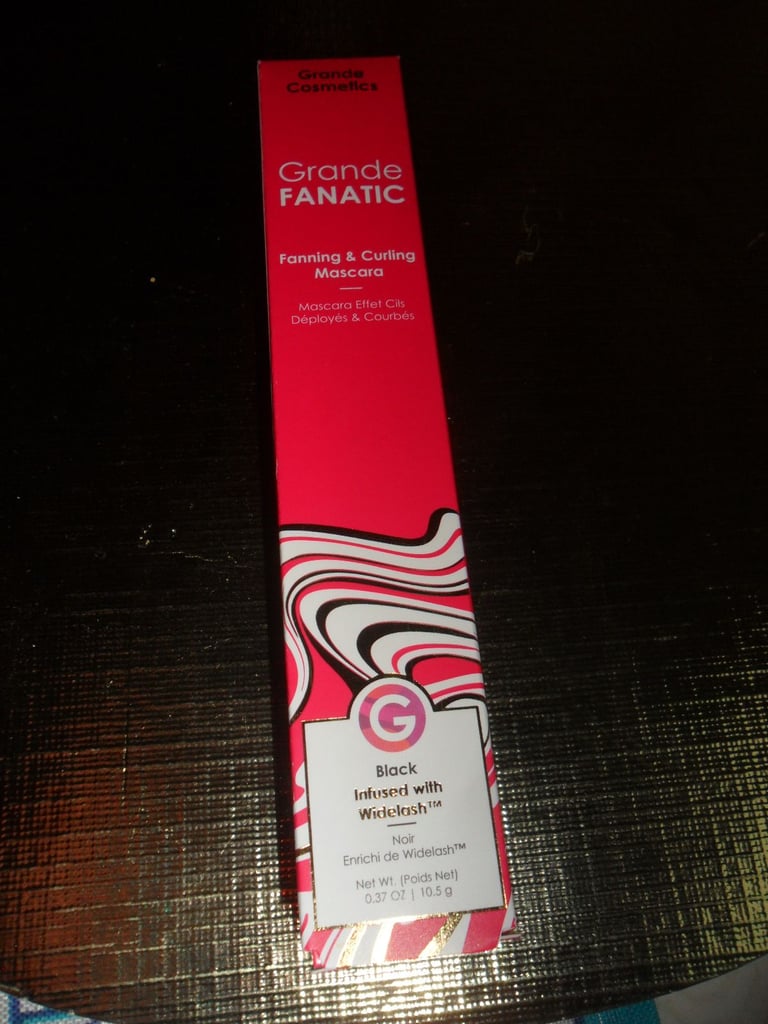 Grande
Cosmetics
Grande
FANATIC
Fanning & Curling
Mascara
Mascara Effet Cils
Déployés & Courbés
G
Black
Infused with
Widelash™
Noir
Enrichi de Widelash™
Net Wt. (Poids Net)
0.37 OZ | 10.5 g